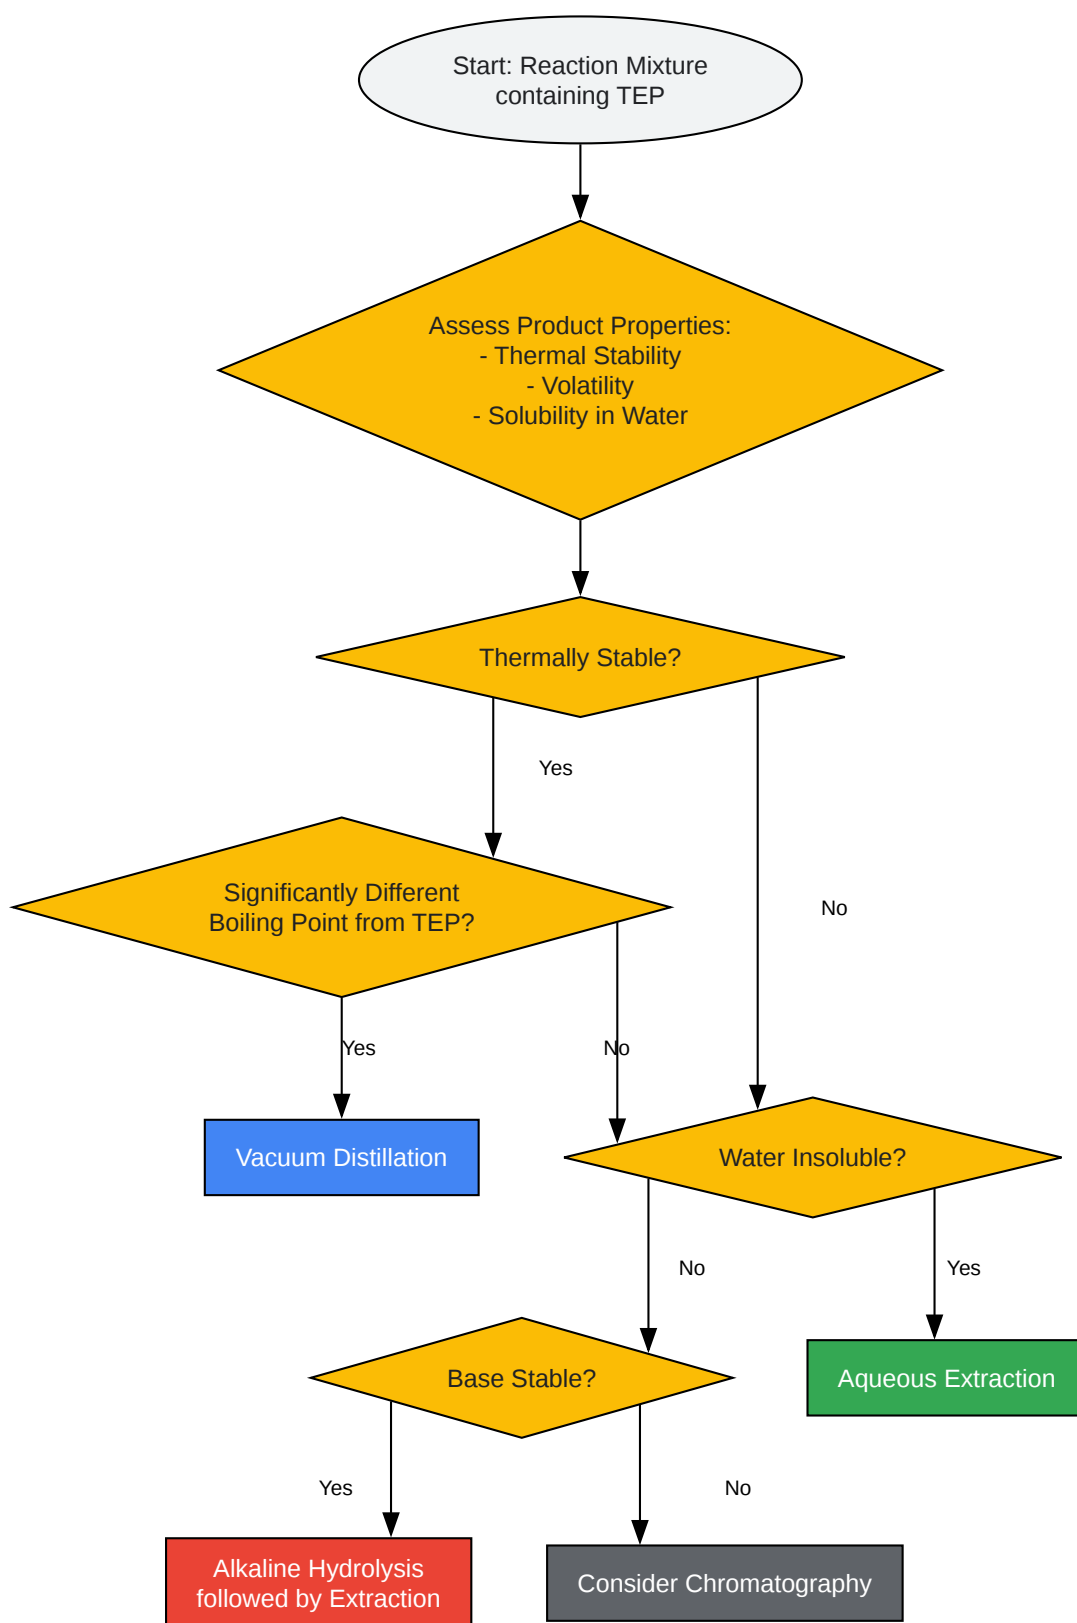 Start: Reaction Mixture
containing TEP
Assess Product Properties:
- Thermal Stability
- Volatility
- Solubility in Water
Thermally Stable?
Yes
Significantly Different
Boiling Point from TEP?
No
Yes
No
Vacuum Distillation
Water Insoluble?
No
Yes
Base Stable?
Aqueous Extraction
Yes
No
Alkaline Hydrolysis
followed by Extraction
Consider Chromatography